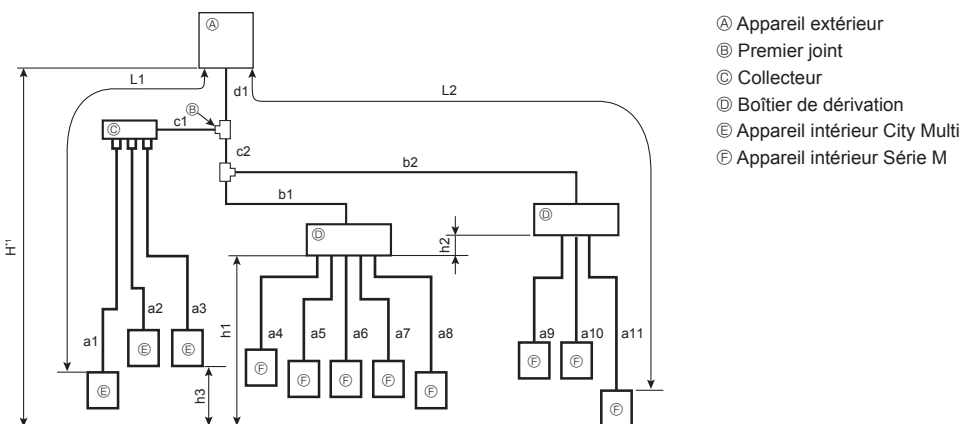 Ⓐ
Ⓐ Appareil extérieur
Ⓑ Premier joint
Ⓒ Collecteur
Ⓓ Boîtier de dérivation
Ⓔ Appareil intérieur City Multi
Ⓕ Appareil intérieur Série M
L1
d1
L2
Ⓑ
Ⓒ
c1
c2
b2
b1
Ⓓ
Ⓓ
h2
H*1
a1
a2
a3
h1
a4
a5
a6
a7
a8
a9
a10
a11
Ⓔ
Ⓔ
Ⓔ
h3
Ⓕ
Ⓕ
Ⓕ
Ⓕ
Ⓕ
Ⓕ
Ⓕ
Ⓕ